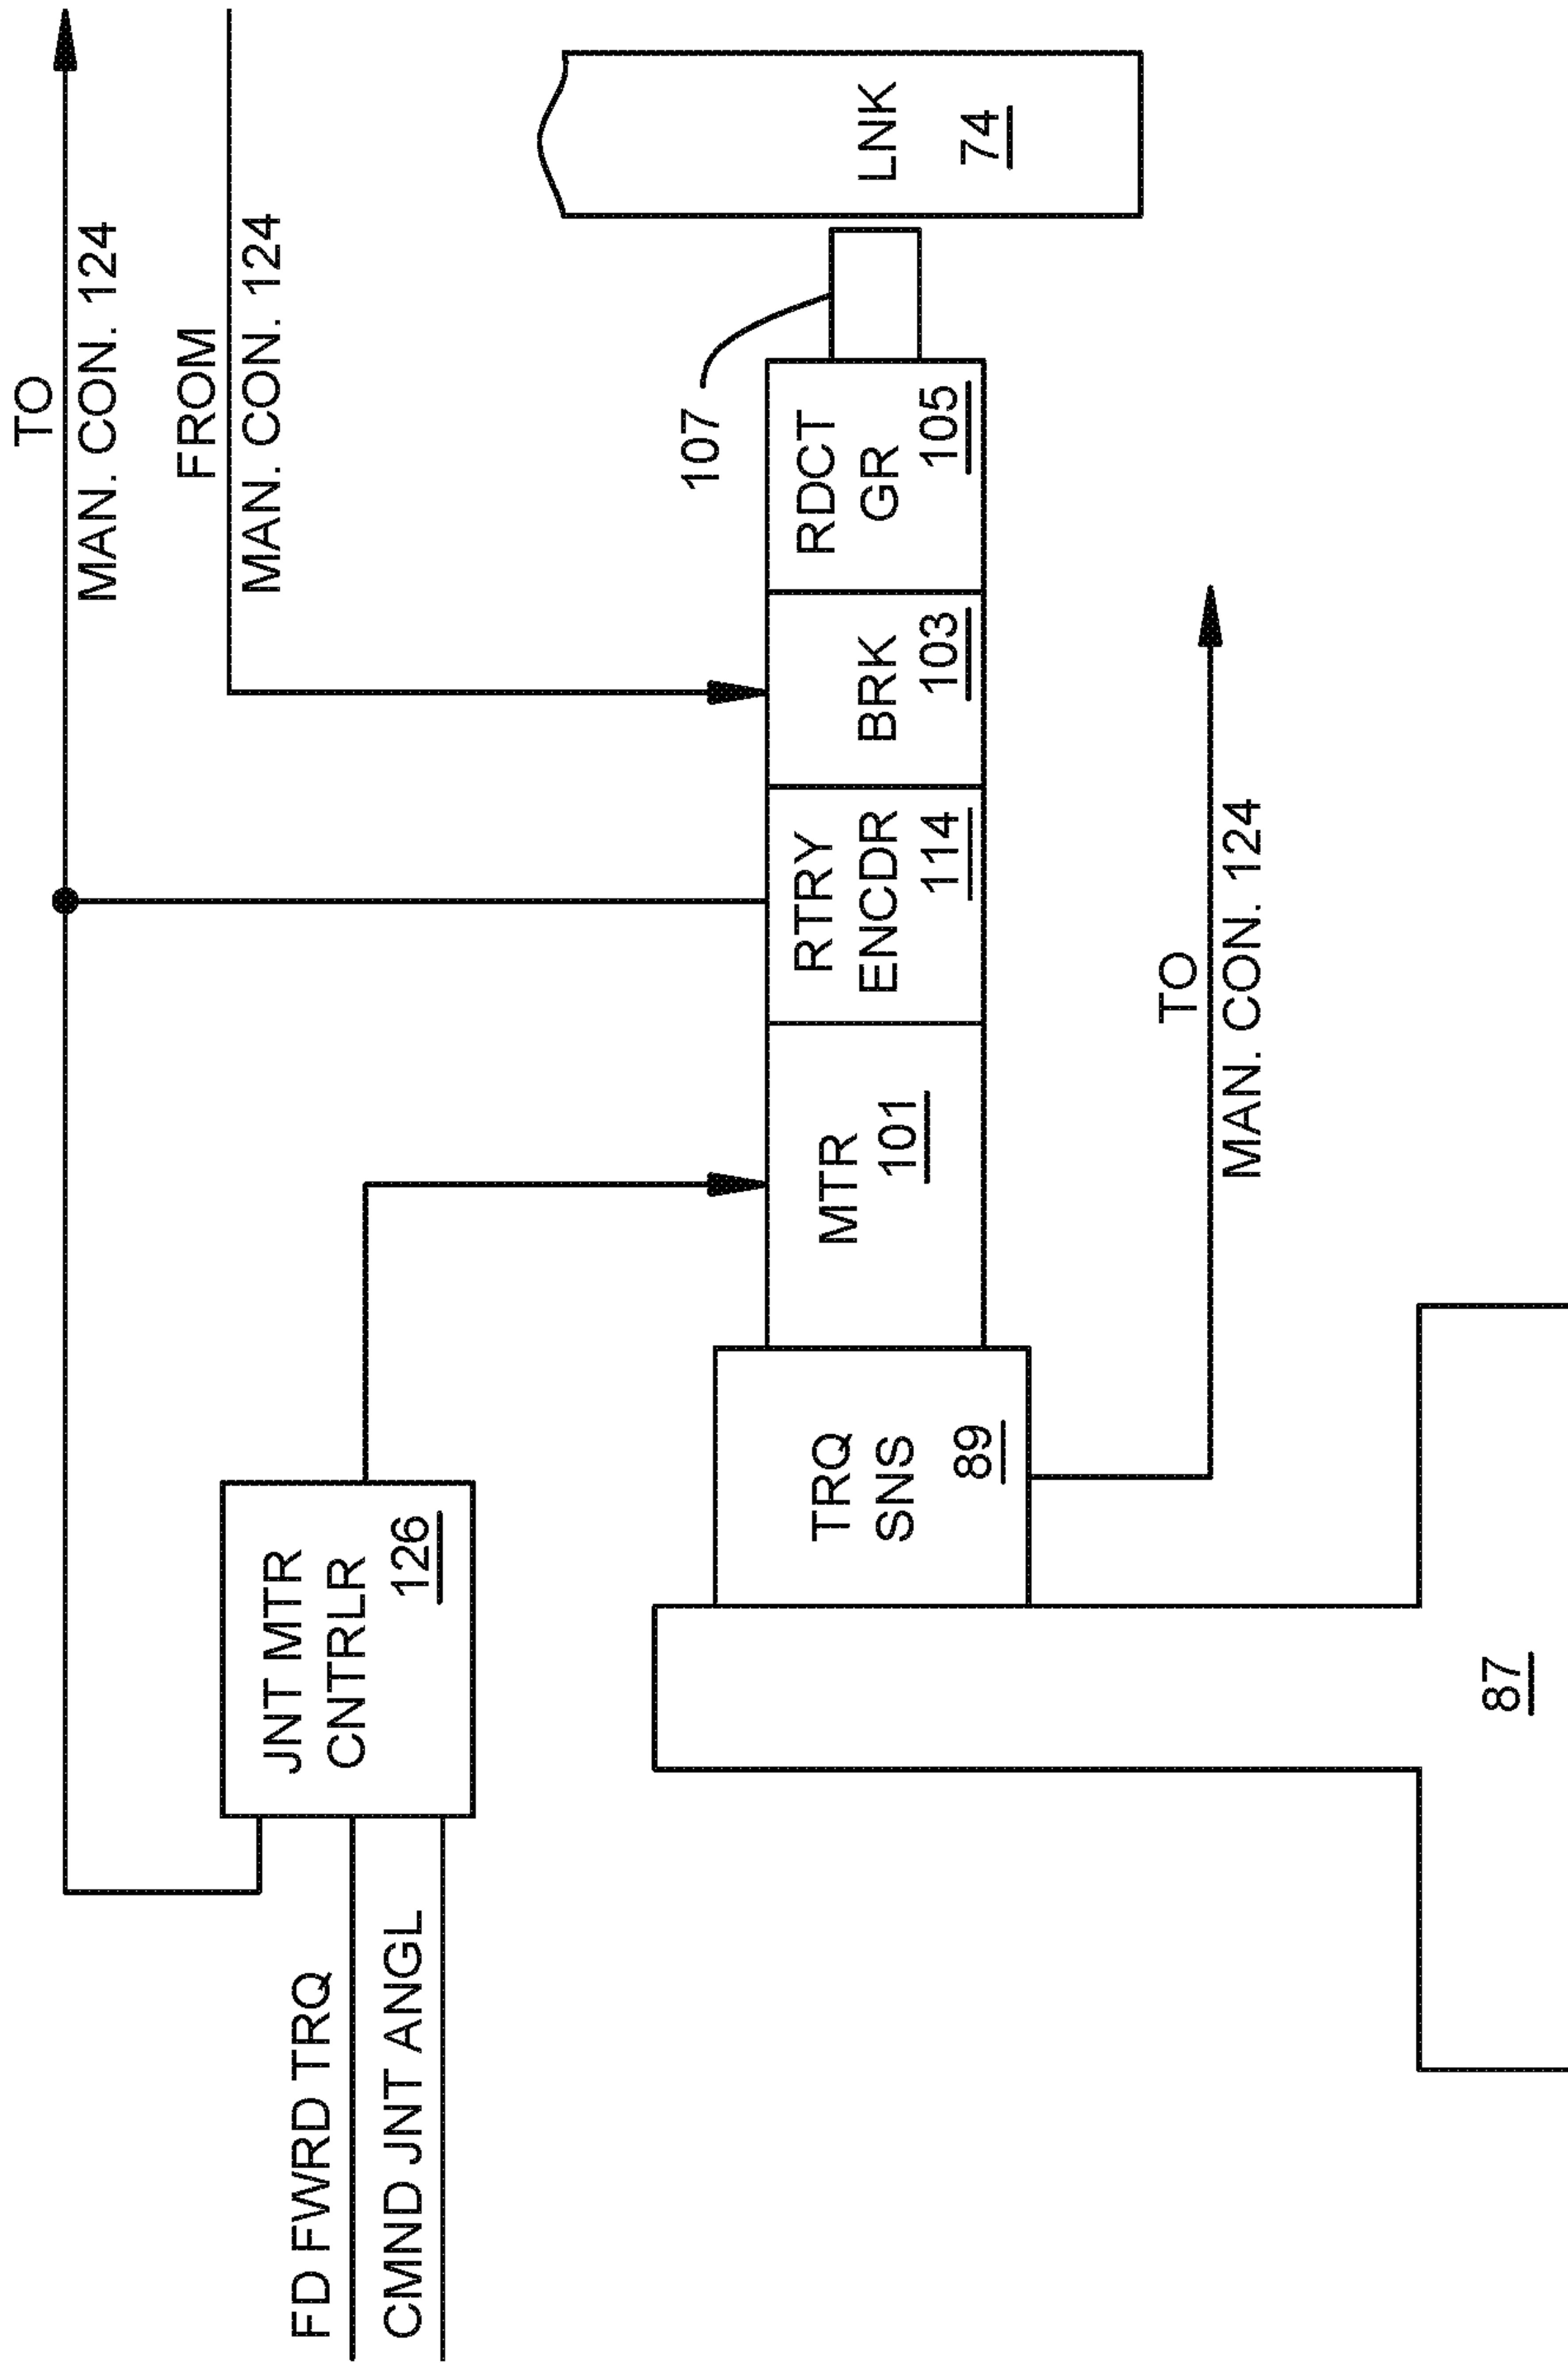 TO
MAN. CON. 124
FROM
MAN. CON. 124
FD FWRD TRQ
CMND JNT ANGL
JNT MTR
CNTRLR
126
107
TRQ
SNS
89
MTR
101
RTRY
ENCDR
114
BRK
103
RDCT
GR
105
LNK
74
TO
MAN. CON. 124
87